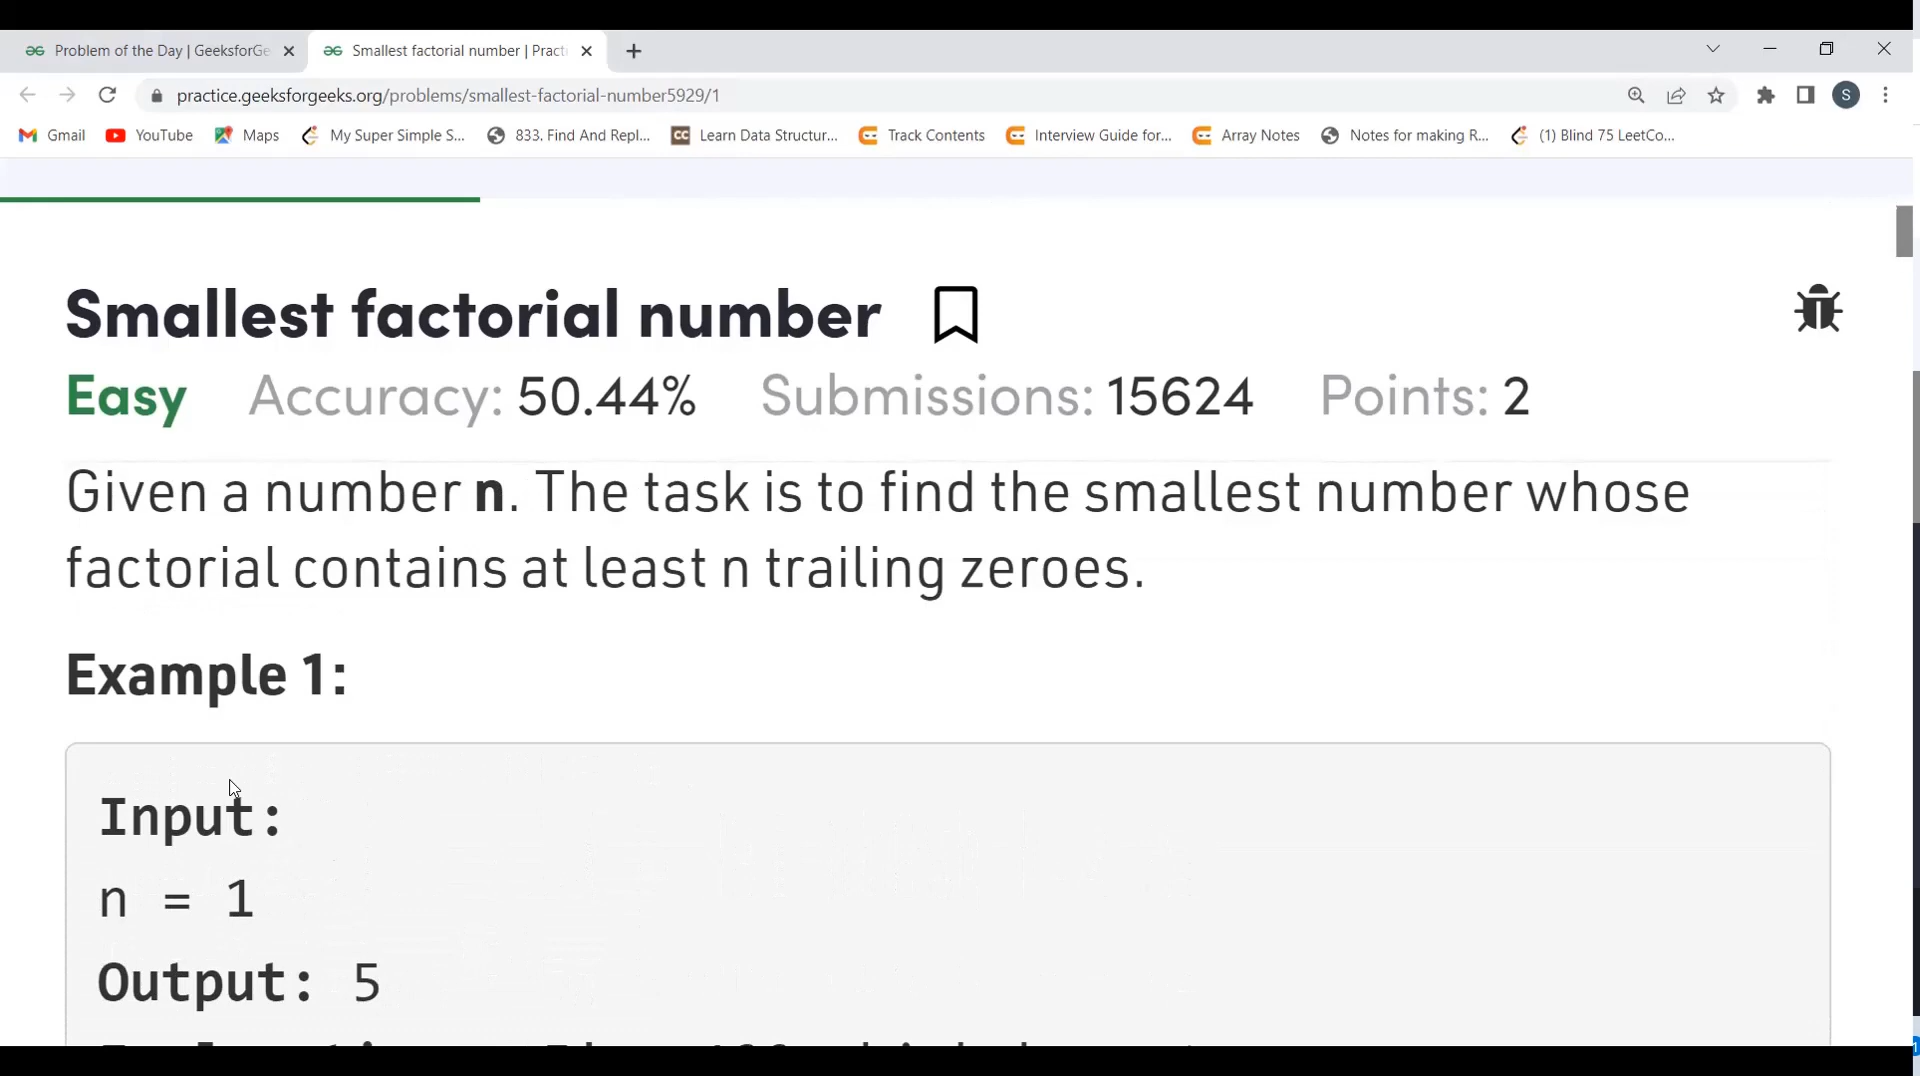 Problem of the Day | GeeksforGe
Smallest factorial number | Pract
practice.geeksforgeeks.org/problems/smallest-factorial-number5929/1
S
Gmail
YouTube
Maps
My Super Simple S...
833. Find And Repl...
Learn Data Structur...
Track Contents
Interview Guide for...
Array Notes
Notes for making R...
(1) Blind 75 LeetCo...
Smallest factorial number
Easy Accuracy: 50.44% Submissions: 15624 Points: 2
Given a number n. The task is to find the smallest number whose
factorial contains at least n trailing zeroes.
Example 1:
Input:
n = 1
Output: 5